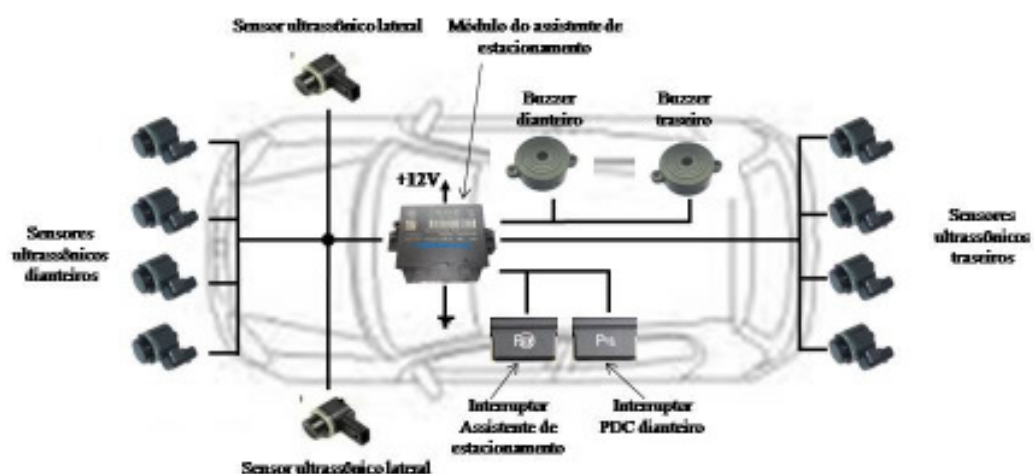 Sensor ultrassônico lateral
Módulo do assistente de
estacionamento
Buzzer
dianteiro
Buzzer
traseiro
+12V
Sensores
ultrassônicos
dianteiros
Sensores
ultrassônicos
traseiros
Interruptor
Assistente de
estacionamento
Interruptor
PDC dianteiro
Sensor ultrassônico lateral